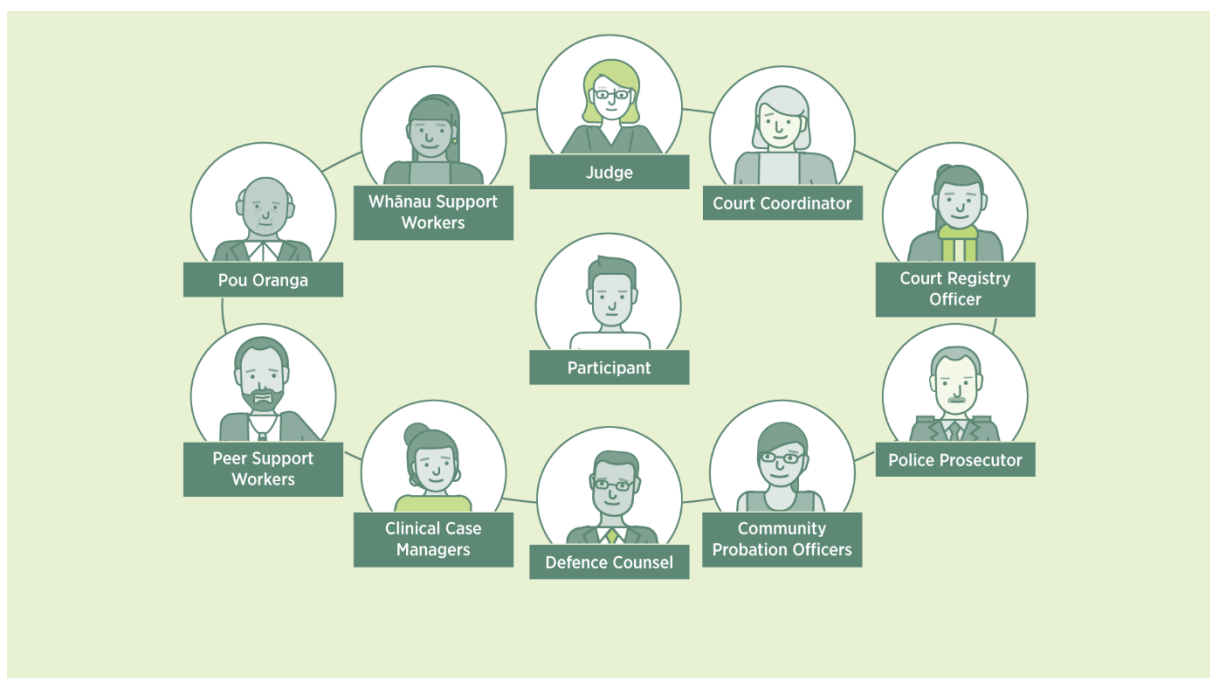 Judge
Whānau Support
Workers
Court Coordinator
Pou Oranga
Court Registry
Officer
Participant
Peer Support
Workers
Police Prosecutor
Clinical Case
Managers
Defence Counsel
Community
Probation Officers